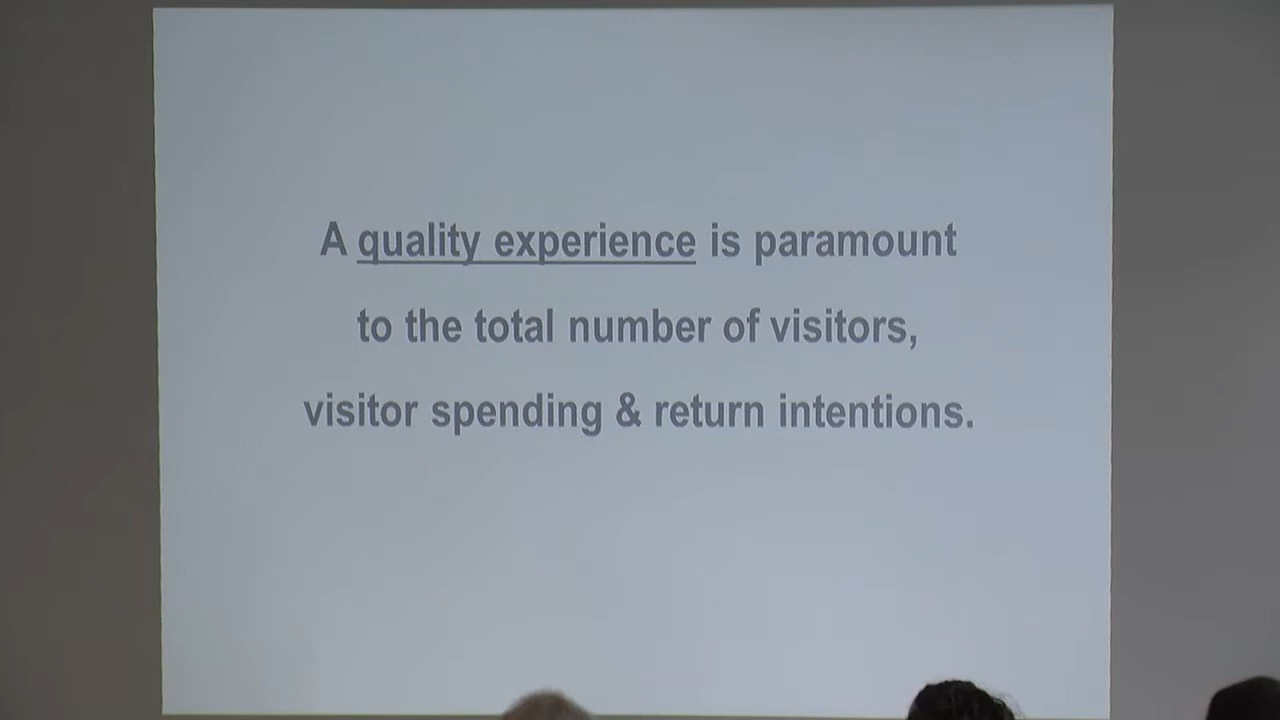 A quality experience is paramount
to the total number of visitors,
visitor spending & return intentions.